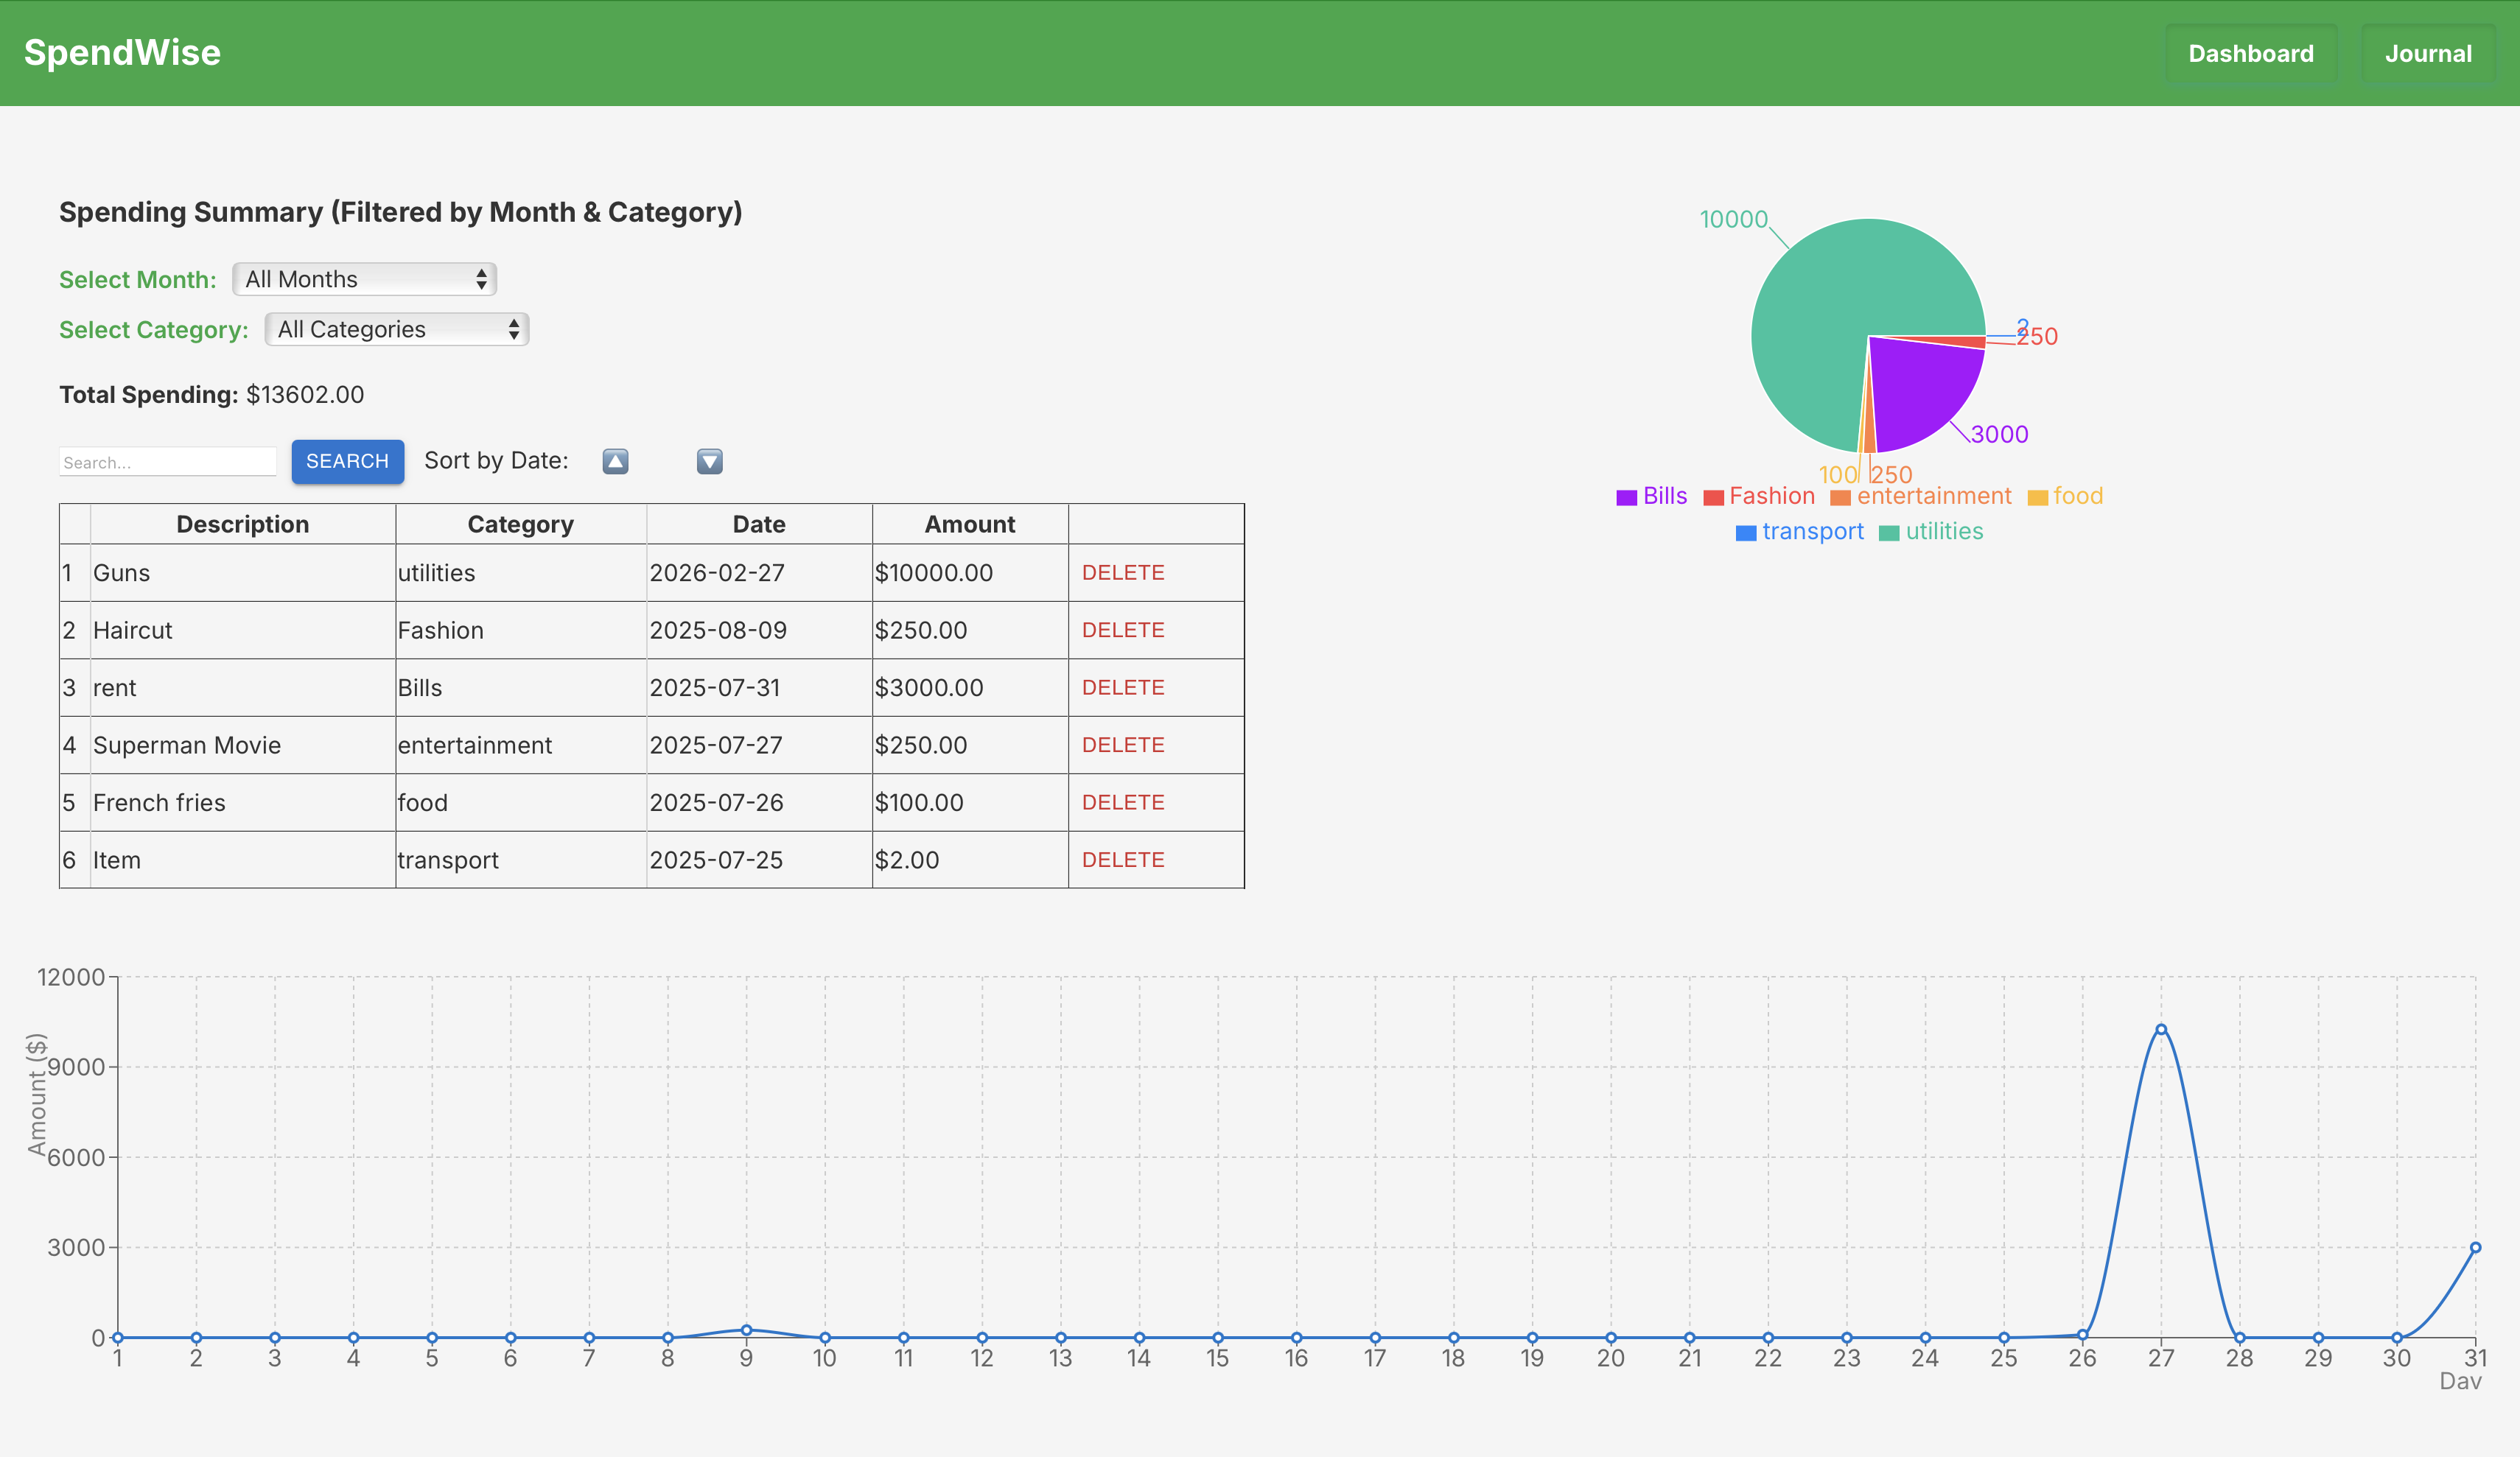 SpendWise
Dashboard
Journal
Spending Summary (Filtered by Month & Category)
Select Month: All Months
Select Category: All Categories
Total Spending: $13602.00
Search... SEARCH Sort by Date:
Description Category Date Amount
1 Guns utilities 2026-02-27 $10000.00 DELETE
2 Haircut Fashion 2025-08-09 $250.00 DELETE
3 rent Bills 2025-07-31 $3000.00 DELETE
4 Superman Movie entertainment 2025-07-27 $250.00 DELETE
5 French fries food 2025-07-26 $100.00 DELETE
6 Item transport 2025-07-25 $2.00 DELETE
10000
2
250
3000
100 250
Bills Fashion entertainment food
transport utilities
12000
9000
6000
3000
0
Amount ($)
1 2 3 4 5 6 7 8 9 10 11 12 13 14 15 16 17 18 19 20 21 22 23 24 25 26 27 28 29 30 31
Day